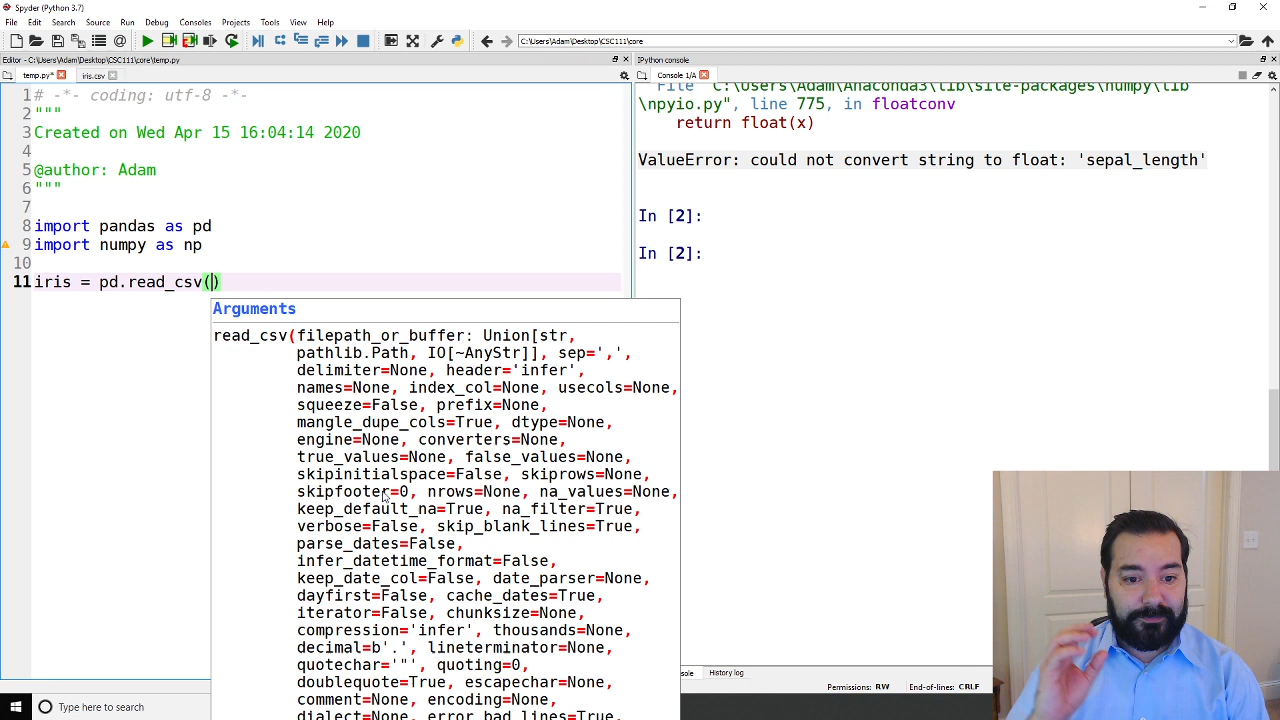 Spyder (Python 3.7)
File Edit Search Source Run Debug Consoles Projects Tools View Help
C:\Users\Adam\Desktop\CSC111\core
Editor - C:\Users\Adam\Desktop\CSC111\core\temp.py
IPython console
temp.py* iris.csv
Console 1/A
1 # -*- coding: utf-8 -*-
2 """
3 Created on Wed Apr 15 16:04:14 2020
4
5 @author: Adam
6 """
7
8 import pandas as pd
9 import numpy as np
10
11 iris = pd.read_csv()
Arguments
read_csv(filepath_or_buffer: Union[str,
pathlib.Path, IO[~AnyStr]], sep=',',
delimiter=None, header='infer',
names=None, index_col=None, usecols=None,
squeeze=False, prefix=None,
mangle_dupe_cols=True, dtype=None,
engine=None, converters=None,
true_values=None, false_values=None,
skipinitialspace=False, skiprows=None,
skipfooter=0, nrows=None, na_values=None,
keep_default_na=True, na_filter=True,
verbose=False, skip_blank_lines=True,
parse_dates=False,
infer_datetime_format=False,
keep_date_col=False, date_parser=None,
dayfirst=False, cache_dates=True,
iterator=False, chunksize=None,
compression='infer', thousands=None,
decimal=b'.', lineterminator=None,
quotechar='"', quoting=0,
doublequote=True, escapechar=None,
comment=None, encoding=None,
dialect=None, error_bad_lines=True,
File "C:\Users\Adam\Anaconda3\lib\site-packages\numpy\lib
\npyio.py", line 775, in floatconv
return float(x)
ValueError: could not convert string to float: 'sepal_length'
In [2]:
In [2]:
History log
Permissions: RW End-of-lines: CRLF
Type here to search